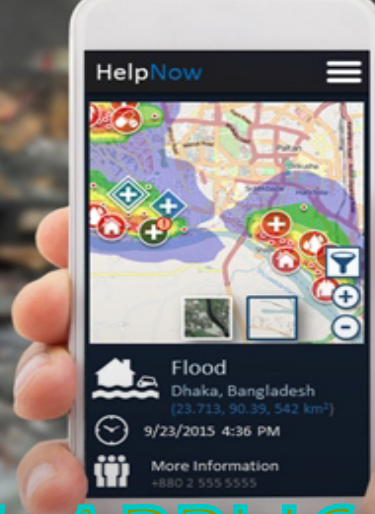 HelpNow
Paltan
Flood
Dhaka, Bangladesh
(23.713, 90.39, 542 km²)
9/23/2015 4:36 PM
More Information
+880 2 555 5555